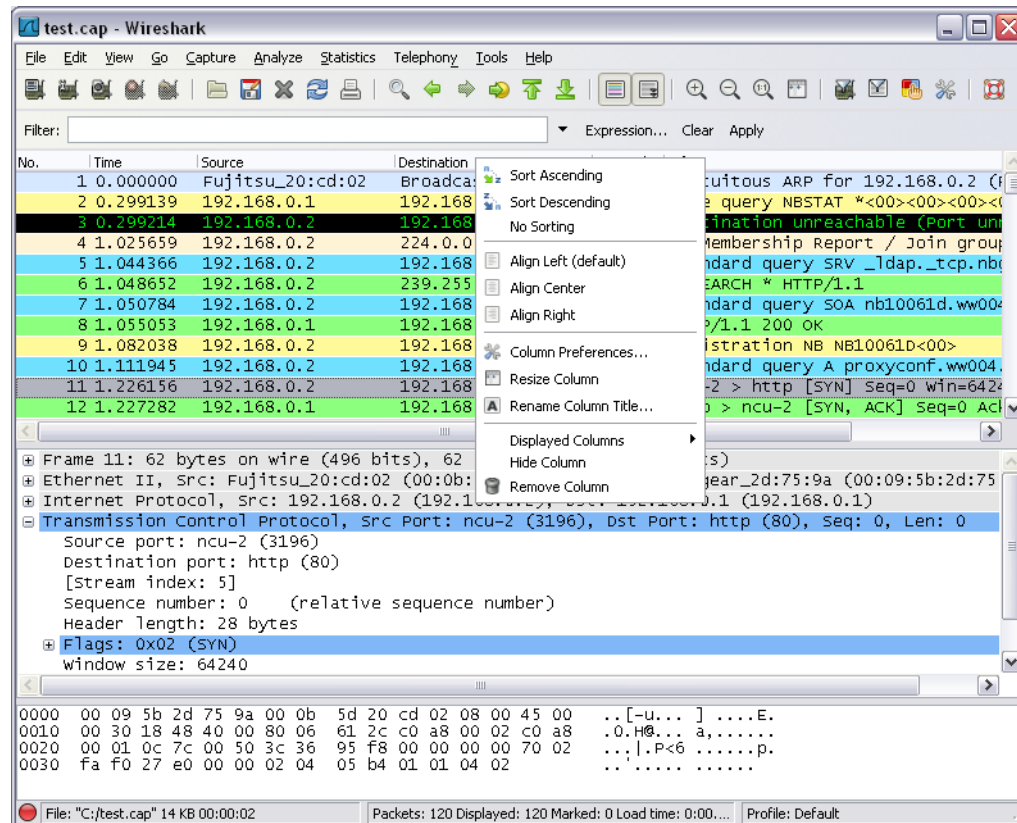 test.cap - Wireshark
File Edit View Go Capture Analyze Statistics Telephony Tools Help
Filter: Expression... Clear Apply
No. Time Source Destination
1 0.000000 Fujitsu_20:cd:02 Broadca uitous ARP for 192.168.0.2 (
2 0.299139 192.168.0.1 192.168 query NBSTAT *<00><00><00><
3 0.299214 192.168.0.2 192.168 ination unreachable (Port un
4 1.025659 192.168.0.2 224.0.0 Membership Report / Join grou
5 1.044366 192.168.0.2 192.168 ndard query SRV _ldap._tcp.nb
6 1.048652 192.168.0.2 239.255 EARCH * HTTP/1.1
7 1.050784 192.168.0.2 192.168 ndard query SOA nb10061d.ww004
8 1.055053 192.168.0.1 192.168 P/1.1 200 OK
9 1.082038 192.168.0.2 192.168 istration NB NB10061D<00>
10 1.111945 192.168.0.2 192.168 ndard query A proxyconf.ww004.
11 1.226156 192.168.0.2 192.168 -2 > http [SYN] Seq=0 Win=6424
12 1.227282 192.168.0.1 192.168 > ncu-2 [SYN, ACK] Seq=0 Ac
Sort Ascending
Sort Descending
No Sorting
Align Left (default)
Align Center
Align Right
Column Preferences...
Resize Column
Rename Column Title...
Displayed Columns
Hide Column
Remove Column
Frame 11: 62 bytes on wire (496 bits), 62 s)
Ethernet II, Src: Fujitsu_20:cd:02 (00:0b: gear_2d:75:9a (00:09:5b:2d:75
Internet Protocol, Src: 192.168.0.2 (192.168.0.2), Dst: 192.168.0.1 (192.168.0.1)
Transmission Control Protocol, Src Port: ncu-2 (3196), Dst Port: http (80), Seq: 0, Len: 0
Source port: ncu-2 (3196)
Destination port: http (80)
[Stream index: 5]
Sequence number: 0 (relative sequence number)
Header length: 28 bytes
Flags: 0x02 (SYN)
Window size: 64240
0000 00 09 5b 2d 75 9a 00 0b 5d 20 cd 02 08 00 45 00 ..[-u... ] ....E.
0010 00 30 18 48 40 00 80 06 61 2c c0 a8 00 02 c0 a8 .0.H@... a,......
0020 00 01 0c 7c 00 50 3c 36 95 f8 00 00 00 00 70 02 ...|.P<6 ......p.
0030 fa f0 27 e0 00 00 02 04 05 b4 01 01 04 02 ..'..... ......
File: "C:/test.cap" 14 KB 00:00:02 Packets: 120 Displayed: 120 Marked: 0 Load time: 0:00.... Profile: Default